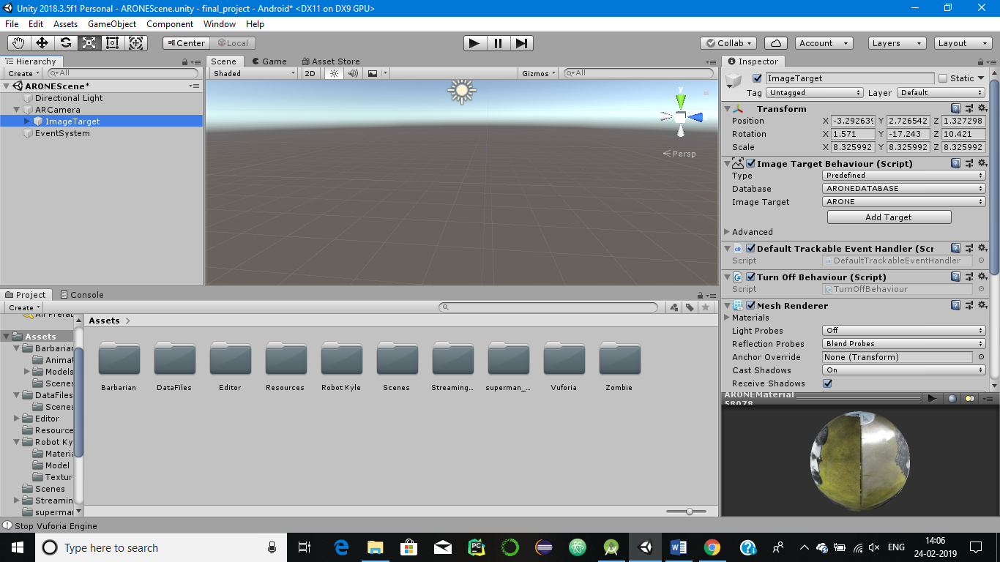 Unity 2018.3.5f1 Personal - ARONEScene.unity - final_project - Android* <DX11 on DX9 GPU>
File Edit Assets GameObject Component Window Help
Center Local Collab Account Layers Layout
Hierarchy
Create All
ARONEScene*
Directional Light
ARCamera
ImageTarget
EventSystem
Scene Game Asset Store
Shaded 2D Gizmos All
y
Persp
Inspector
ImageTarget Static
Tag Untagged Layer Default
Transform
Position X -3.292639 Y 2.726542 Z 1.327298
Rotation X 1.571 Y -17.243 Z 10.421
Scale X 8.325992 Y 8.325992 Z 8.325992
Image Target Behaviour (Script)
Type Predefined
Database ARONEDATABASE
Image Target ARONE
Add Target
Advanced
Default Trackable Event Handler (Scr
Script DefaultTrackableEventHandler
Turn Off Behaviour (Script)
Script TurnOffBehaviour
Mesh Renderer
Materials
Light Probes Off
Reflection Probes Blend Probes
Anchor Override None (Transform)
Cast Shadows On
Receive Shadows
ARONEMaterial
58078
Project Console
Create
All Prefab
Assets
Barbarian
Animat
Models
Scenes
DataFiles
Scenes
Editor
Resource
Robot Ky
Materia
Model
Textur
Scenes
Streamin
superma
Assets
Barbarian DataFiles Editor Resources Robot Kyle Scenes Streaming... superman_... Vuforia Zombie
Stop Vuforia Engine
Type here to search
ENG
14:06
24-02-2019